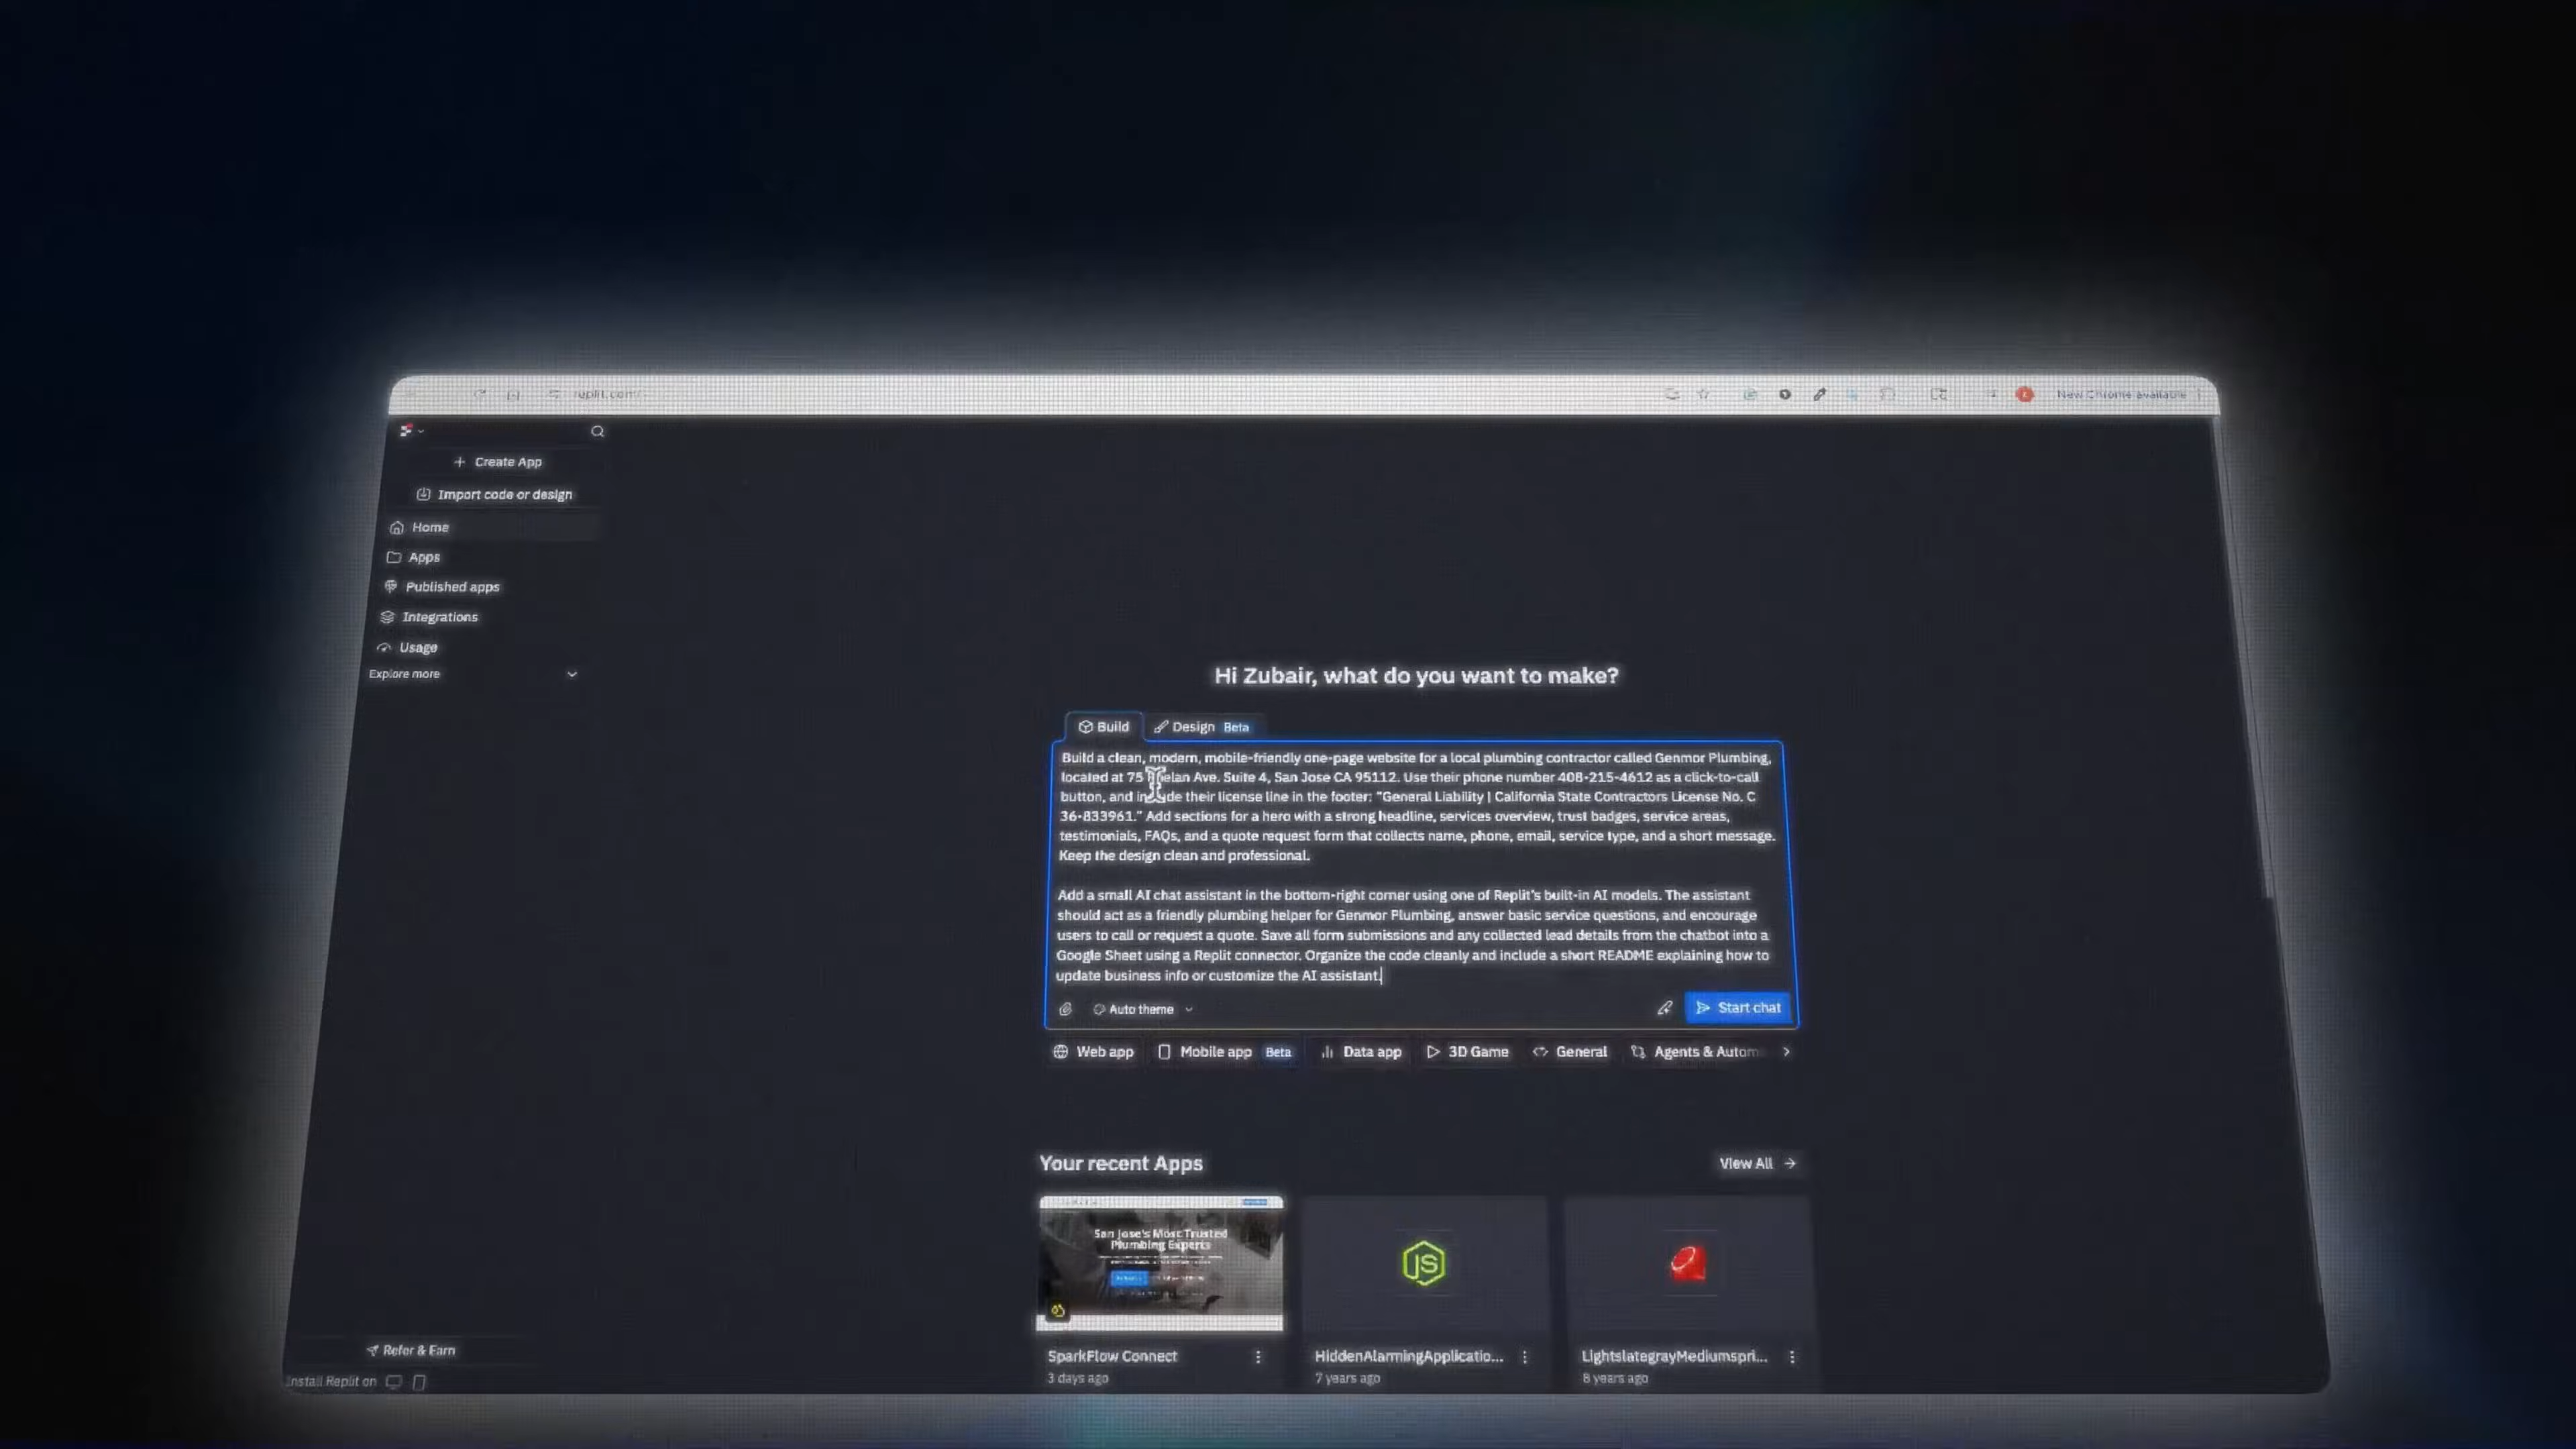 replit.com/
New Chrome available
Create App
Import code or design
Home
Apps
Published apps
Integrations
Usage
Explore more
Hi Zubair, what do you want to make?
Build
Design Beta
Build a clean, modern, mobile-friendly one-page website for a local plumbing contractor called Genmor Plumbing,
located at 75 Phelan Ave. Suite 4, San Jose CA 95112. Use their phone number 408-215-4612 as a click-to-call
button, and include their license line in the footer: "General Liability | California State Contractors License No. C
36-833961." Add sections for a hero with a strong headline, services overview, trust badges, service areas,
testimonials, FAQs, and a quote request form that collects name, phone, email, service type, and a short message.
Keep the design clean and professional.
Add a small AI chat assistant in the bottom-right corner using one of Replit's built-in AI models. The assistant
should act as a friendly plumbing helper for Genmor Plumbing, answer basic service questions, and encourage
users to call or request a quote. Save all form submissions and any collected lead details from the chatbot into a
Google Sheet using a Replit connector. Organize the code cleanly and include a short README explaining how to
update business info or customize the AI assistant.
Auto theme
Start chat
Web app
Mobile app Beta
Data app
3D Game
General
Agents & Autom
Your recent Apps
View All
San Jose's Most Trusted
Plumbing Experts
JS
SparkFlow Connect
3 days ago
HiddenAlarmingApplicatio...
7 years ago
LightslategrayMediumspri...
8 years ago
Refer & Earn
Install Replit on